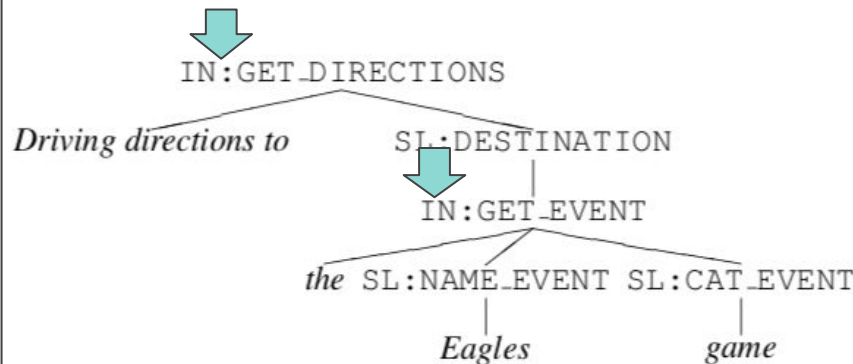 IN:GET_DIRECTIONS
Driving directions to SL:DESTINATION
IN:GET_EVENT
the SL:NAME_EVENT SL:CAT_EVENT
Eagles game